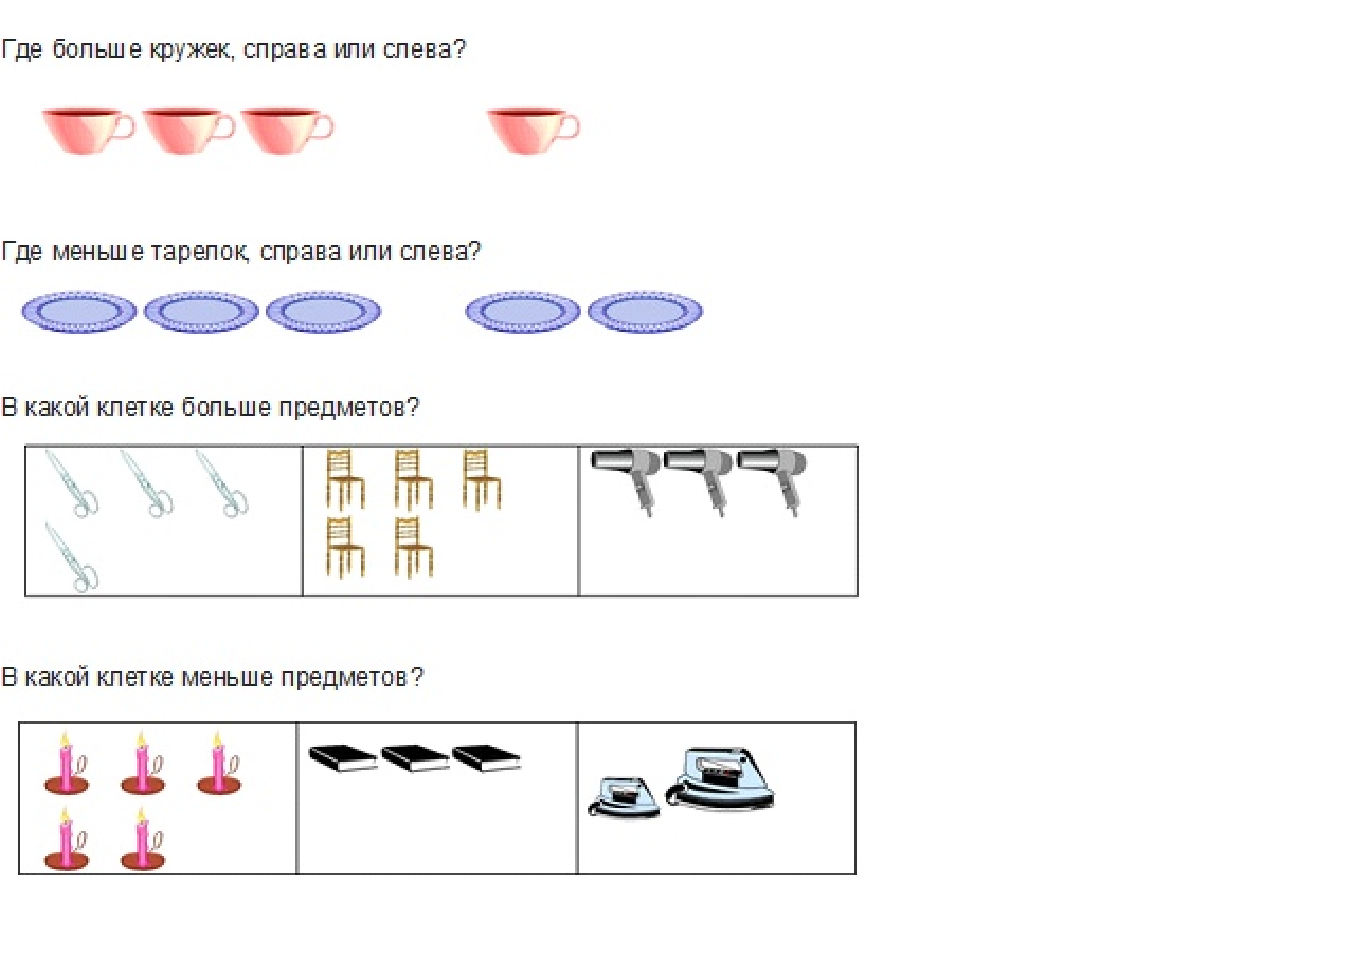 Где больше кружек, справа или слева?
Где меньше тарелок, справа или слева?
В какой клетке больше предметов?
В какой клетке меньше предметов?